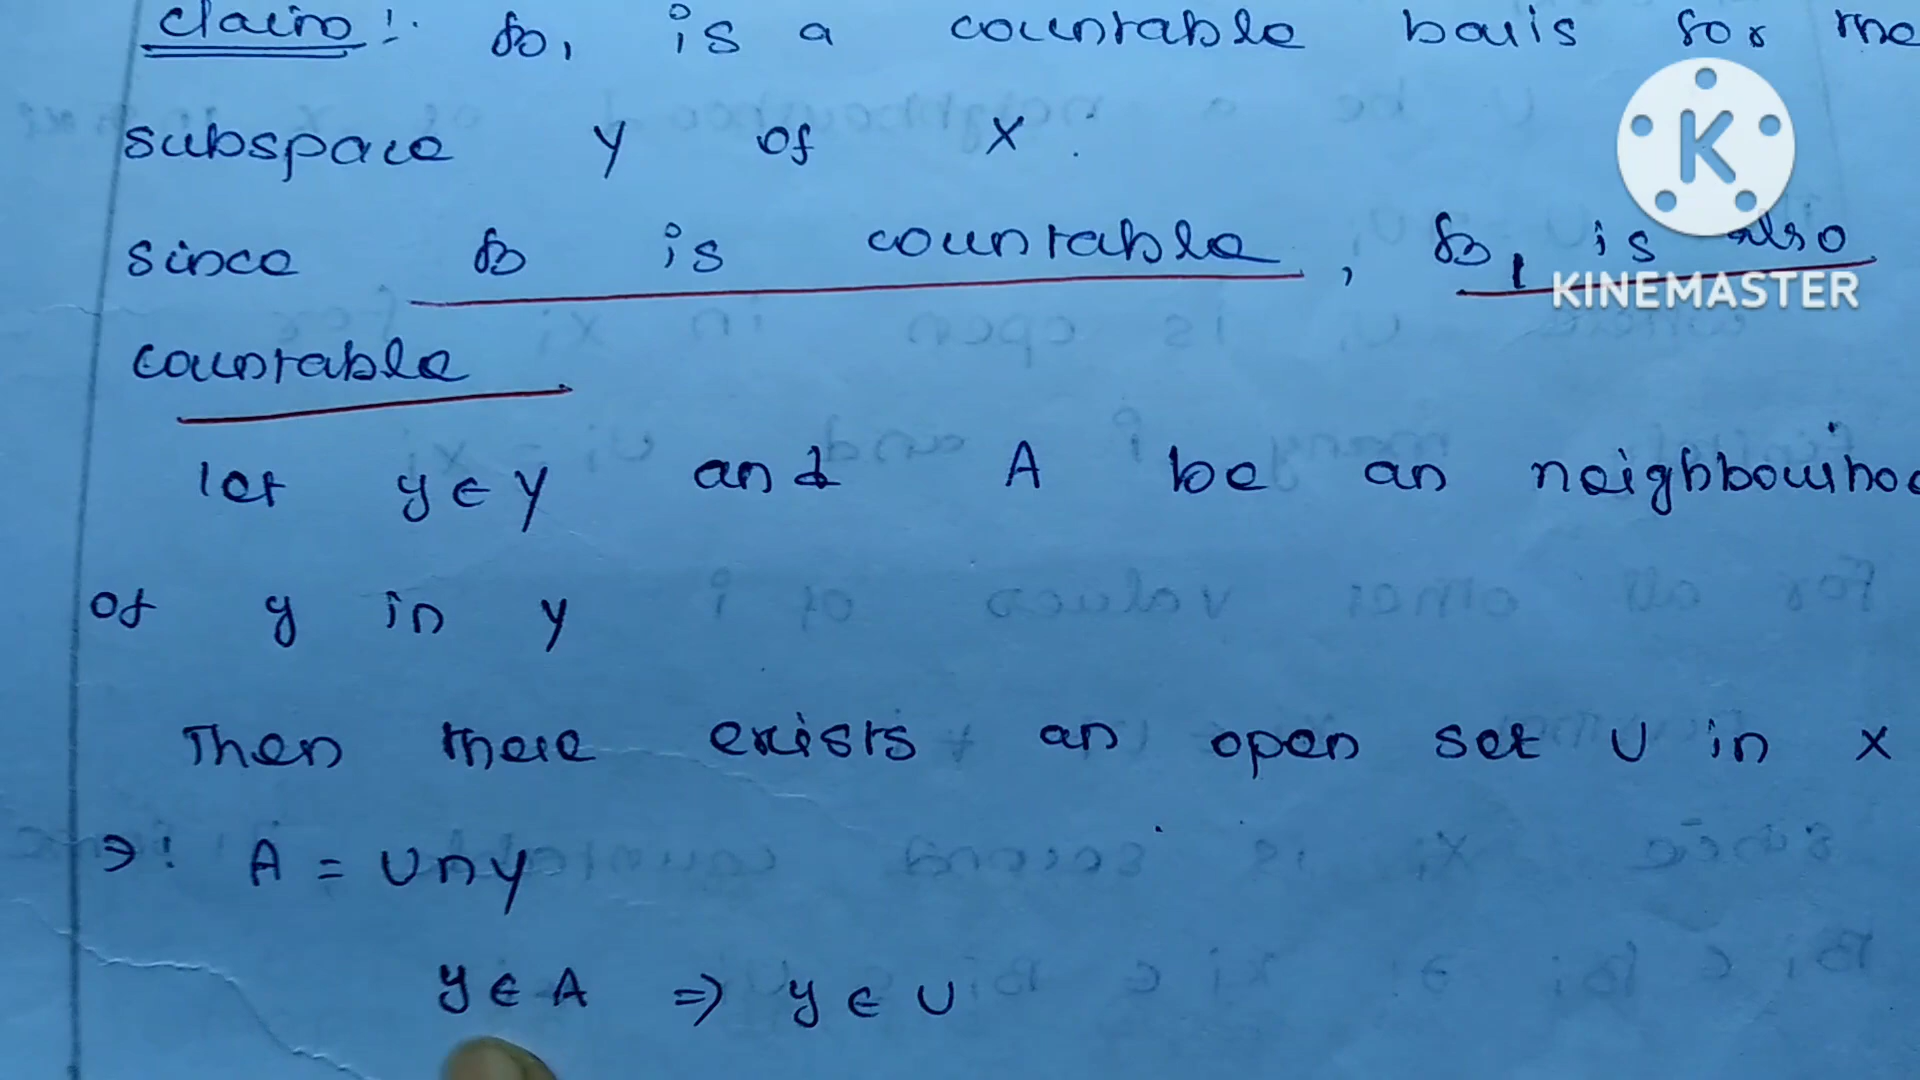 claim:- 𝔅₁ is a countable basis for the
subspace Y of X.
since 𝔅 is countable, 𝔅₁ is also
countable
let y ∈ Y and A be an neighbourhoo
of y in Y
Then there exists an open set U in X
∋: A = U ∩ Y
y ∈ A ⇒ y ∈ U
K
KINEMASTER